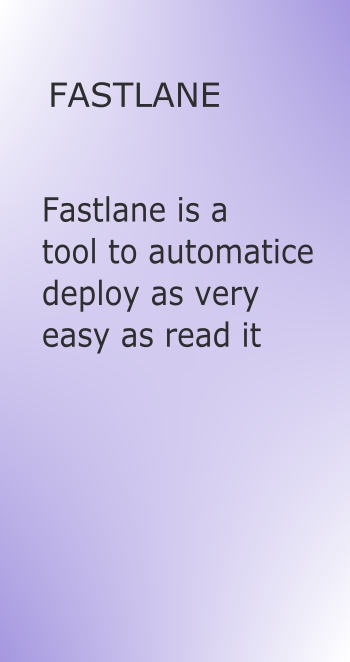 FASTLANE
Fastlane is a
tool to automatice
deploy as very
easy as read it